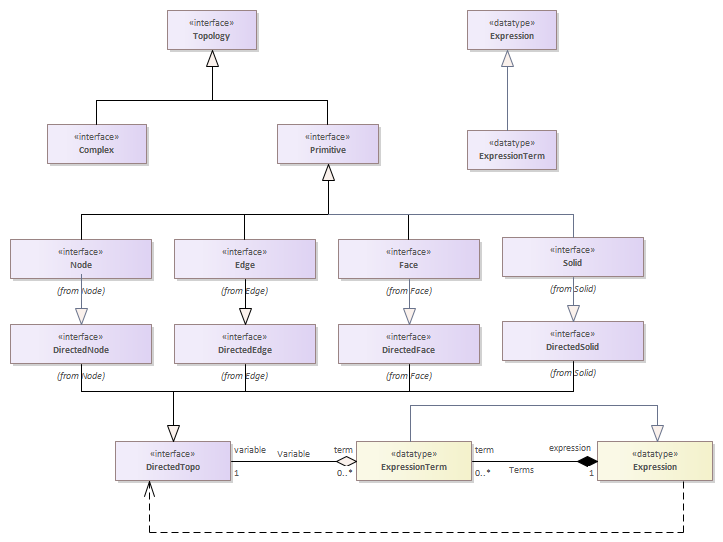 «interface»
Topology
«datatype»
Expression
«interface»
Complex
«interface»
Primitive
«datatype»
ExpressionTerm
«interface»
Node
(from Node)
«interface»
Edge
(from Edge)
«interface»
Face
(from Face)
«interface»
Solid
(from Solid)
«interface»
DirectedNode
(from Node)
«interface»
DirectedEdge
(from Edge)
«interface»
DirectedFace
(from Face)
«interface»
DirectedSolid
(from Solid)
«interface»
DirectedTopo
variable
1
Variable
term
0..*
«datatype»
ExpressionTerm
term
0..*
Terms
expression
1
«datatype»
Expression